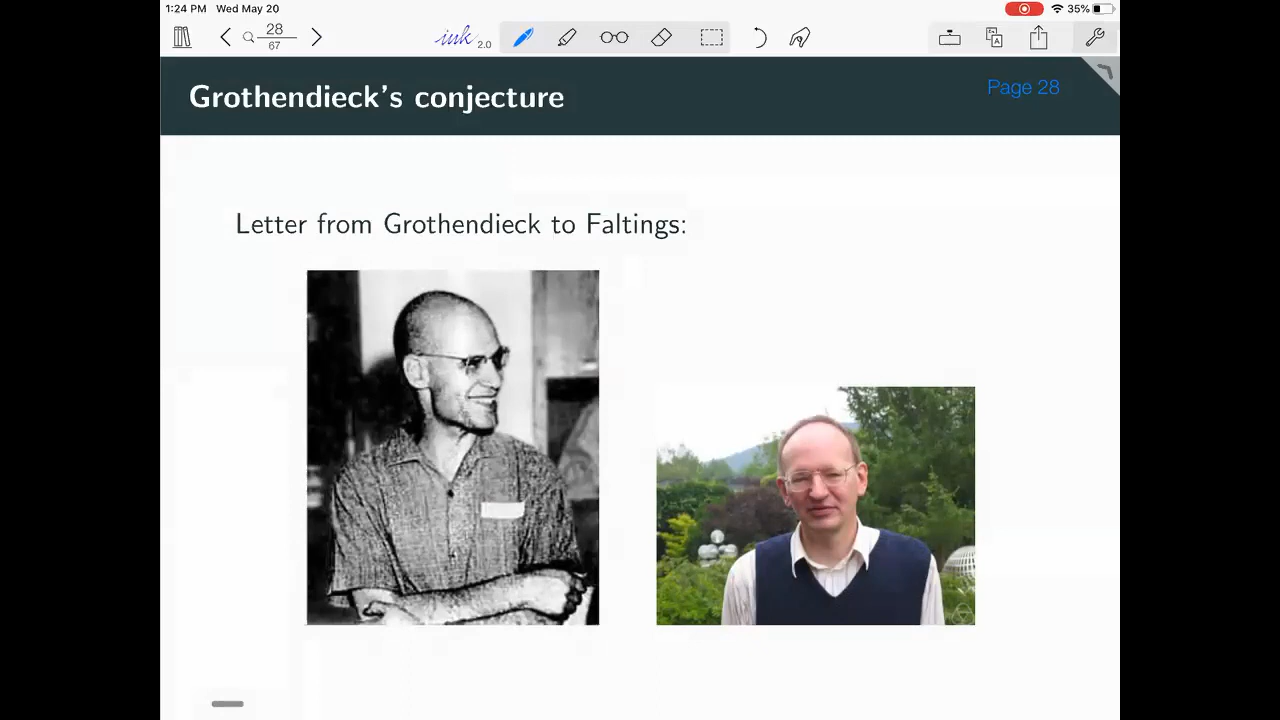 1:24 PM Wed May 20
35%
28
67
ink 2.0
Grothendieck's conjecture
Page 28
Letter from Grothendieck to Faltings: